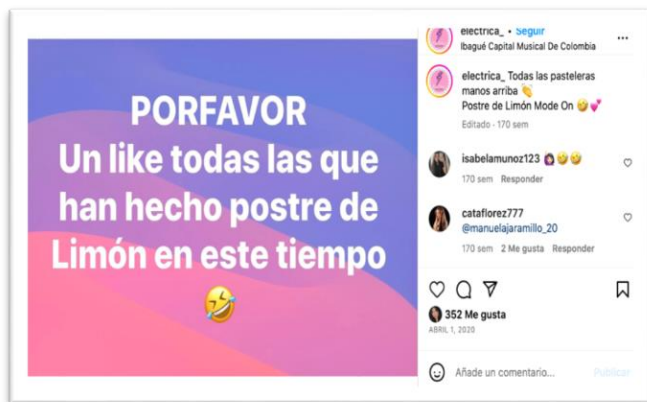 PORFAVOR
Un like todas las que
han hecho postre de
Limón en este tiempo
🤣
electrica_ • Seguir
Ibagué Capital Musical De Colombia
electrica_ Todas las pasteleras
manos arriba 👏
Postre de Limón Mode On 🤣💕
Editado · 170 sem
isabelamunoz123 🙋🏻‍♀️🤣🤣
170 sem Responder
cataflorez777
@manuelajaramillo_20
170 sem 2 Me gusta Responder
352 Me gusta
ABRIL 1, 2020
Añade un comentario...
Publicar